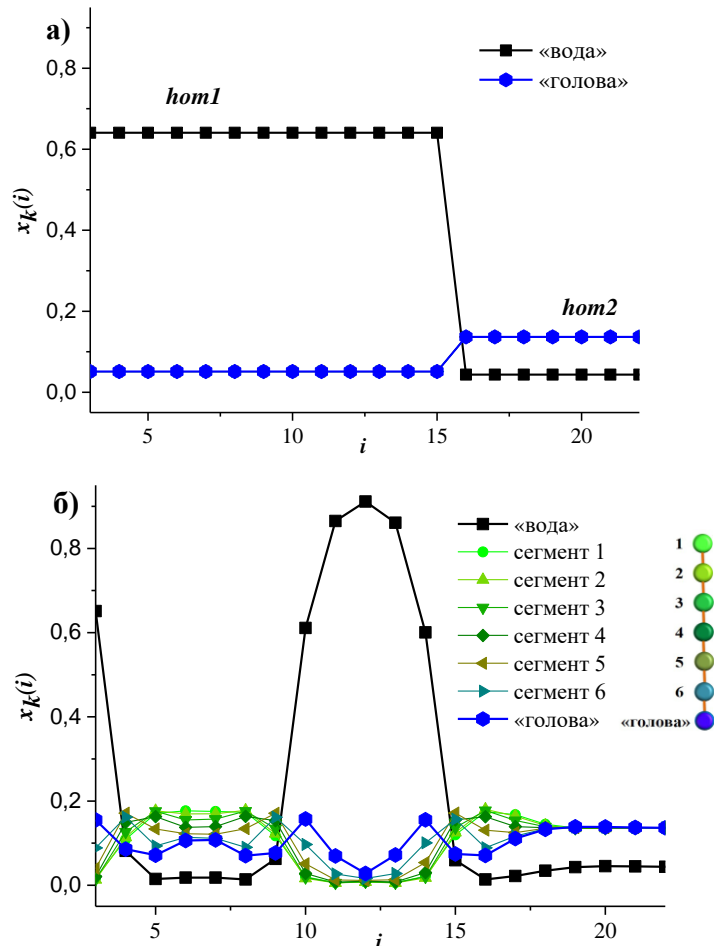 а)
0,8
0,6
0,4
0,2
0,0
xk(i)
hom1
hom2
«вода»
«голова»
5
10
15
20
i
б)
0,8
0,6
0,4
0,2
0,0
xk(i)
«вода»
сегмент 1
сегмент 2
сегмент 3
сегмент 4
сегмент 5
сегмент 6
«голова»
1
2
3
4
5
6
«голова»
5
10
15
20
i